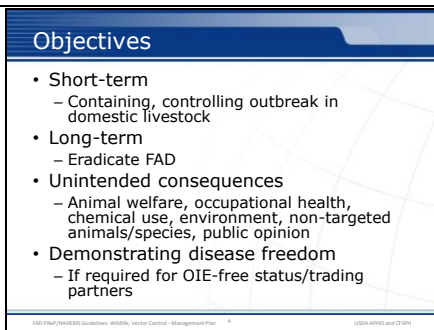 Objectives
• Short-term
– Containing, controlling outbreak in
domestic livestock
• Long-term
– Eradicate FAD
• Unintended consequences
– Animal welfare, occupational health,
chemical use, environment, non-targeted
animals/species, public opinion
• Demonstrating disease freedom
– If required for OIE-free status/trading
partners
FAD PReP/NAHEMS Guidelines: Wildlife, Vector Control - Management Plan 4 USDA APHIS and CFSPH